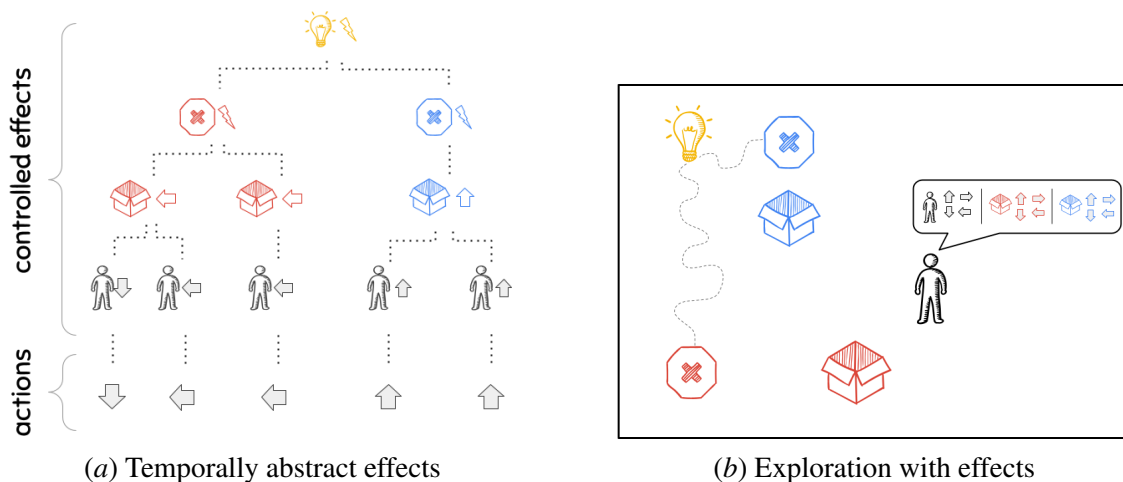 controlled effects
actions
(a) Temporally abstract effects
(b) Exploration with effects